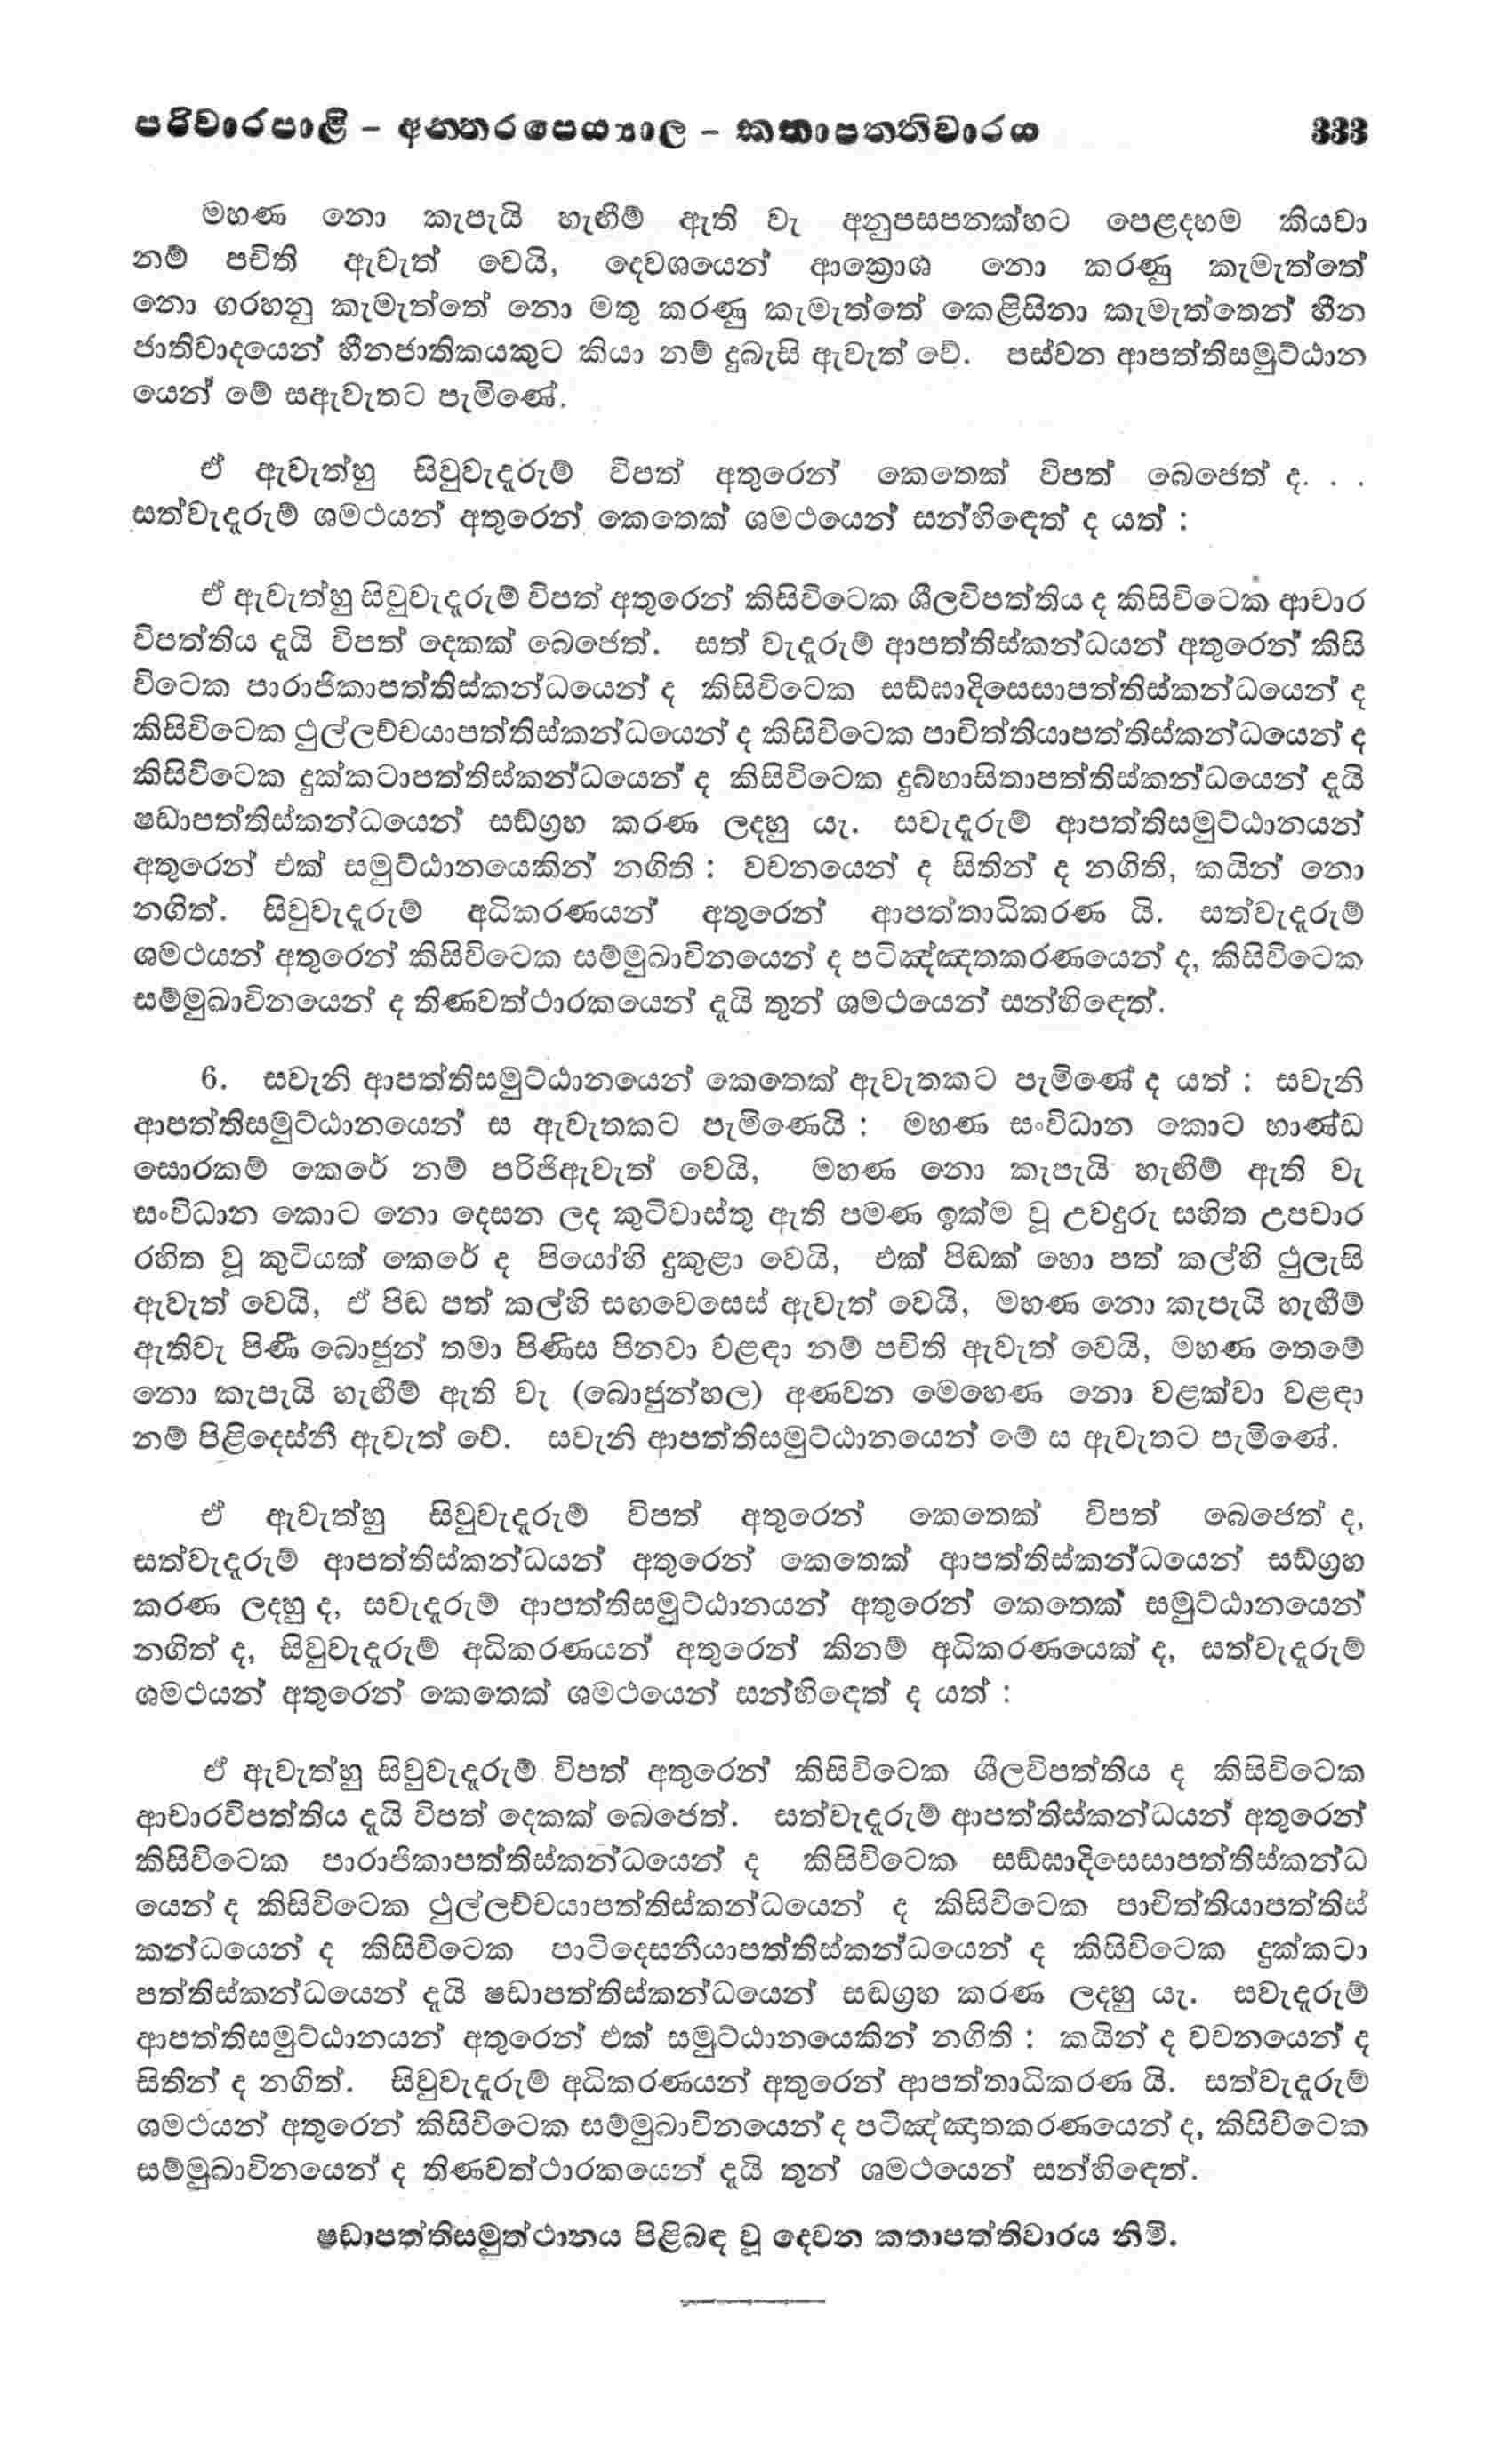 පරිවාරපාළි – අන්තරපෙය්‍යාල – කතාපත්තිවාරය 333
මහණ නො කැපැයි හැඟීම් ඇති වැ අනුපසපනක්හට පෙළදහම් කියවා
නම් පචිති ඇවැත් වෙයි, දෙවශයෙන් ආක්‍රොශ නො කරණු කැමැත්තේ
නො ගරහනු කැමැත්තේ නො මතු කරණු කැමැත්තේ කෙළිසිනා කැමැත්තෙන් හීන
ජාතිවාදයෙන් හීනජාතිකයකුට කියා නම් දුබැසි ඇවැත් වේ. පස්වන ආපත්තිසමුට්ඨාන
යෙන් මේ සඇවැතට පැමිණේ.
ඒ ඇවැත්හු සිවුවැදෑරුම් විපත් අතුරෙන් කෙතෙක් විපත් බෙජෙත් ද. . .
සත්වැදෑරුම් ශමථයන් අතුරෙන් කෙතෙක් ශමථයෙන් සන්හිඳෙත් ද යත් :
ඒ ඇවැත්හු සිවුවැදෑරුම් විපත් අතුරෙන් කිසිවිටෙක ශීලවිපත්තිය ද කිසිවිටෙක ආචාර
විපත්තිය දැයි විපත් දෙකක් බෙජෙත්. සත් වැදෑරුම් ආපත්තිස්කන්ධයන් අතුරෙන් කිසි
විටෙක පාරාජිකාපත්තිස්කන්ධයෙන් ද කිසිවිටෙක සඞ්ඝාදිසෙසාපත්තිස්කන්ධයෙන් ද
කිසිවිටෙක ථුල්ලච්චයාපත්තිස්කන්ධයෙන් ද කිසිවිටෙක පාචිත්තියාපත්තිස්කන්ධයෙන් ද
කිසිවිටෙක දුක්කටාපත්තිස්කන්ධයෙන් ද කිසිවිටෙක දුබ්භාසිතාපත්තිස්කන්ධයෙන් දැයි
ෂඩාපත්තිස්කන්ධයෙන් සඞ්ග්‍රහ කරණ ලදහු යැ. සවැදෑරුම් ආපත්තිසමුට්ඨානයන්
අතුරෙන් එක් සමුට්ඨානයෙකින් නගිති : වචනයෙන් ද සිතින් ද නගිති, කයින් නො
නගිත්. සිවුවැදෑරුම් අධිකරණයන් අතුරෙන් ආපත්තාධිකරණ යි. සත්වැදෑරුම්
ශමථයන් අතුරෙන් කිසිවිටෙක සම්මුඛාවිනයෙන් ද පටිඤ්ඤතකරණයෙන් ද, කිසිවිටෙක
සම්මුඛාවිනයෙන් ද තිණවත්ථාරකයෙන් දැයි තුන් ශමථයෙන් සන්හිඳෙත්.
6. සවැනි ආපත්තිසමුට්ඨානයෙන් කෙතෙක් ඇවැතකට පැමිණේ ද යත් : සවැනි
ආපත්තිසමුට්ඨානයෙන් ස ඇවැතකට පැමිණෙයි : මහණ සංවිධාන කොට භාණ්ඩ
සොරකම් කෙරේ නම් පරිජිඇවැත් වෙයි, මහණ නො කැපැයි හැඟීම් ඇති වැ
සංවිධාන කොට නො දෙසන ලද කුටිවාස්තු ඇති පමණ ඉක්ම වූ උවදුරු සහිත උපචාර
රහිත වූ කුටියක් කෙරේ ද පියෝහි දුකුළා වෙයි, එක් පිඬක් හො පත් කල්හි ථුලැසි
ඇවැත් වෙයි, ඒ පිඬ පත් කල්හි සඟවෙසෙස් ඇවැත් වෙයි, මහණ නො කැපැයි හැඟීම්
ඇතිවැ පිණී බොජුන් තමා පිණිස පිනවා වළඳා නම් පචිති ඇවැත් වෙයි, මහණ තෙමේ
නො කැපැයි හැඟීම් ඇති වැ (බොජුන්හල) අණවන මෙහෙණ නො වළක්වා වළඳා
නම් පිළිදෙස්නී ඇවැත් වේ. සවැනි ආපත්තිසමුට්ඨානයෙන් මේ ස ඇවැතට පැමිණේ.
ඒ ඇවැත්හු සිවුවැදෑරුම් විපත් අතුරෙන් කෙතෙක් විපත් බෙජෙත් ද,
සත්වැදෑරුම් ආපත්තිස්කන්ධයන් අතුරෙන් කෙතෙක් ආපත්තිස්කන්ධයෙන් සඞ්ග්‍රහ
කරණ ලදහු ද, සවැදෑරුම් ආපත්තිසමුට්ඨානයන් අතුරෙන් කෙතෙක් සමුට්ඨානයෙන්
නගිත් ද, සිවුවැදෑරුම් අධිකරණයන් අතුරෙන් කිනම් අධිකරණයෙක් ද, සත්වැදෑරුම්
ශමථයන් අතුරෙන් කෙතෙක් ශමථයෙන් සන්හිඳෙත් ද යත් :
ඒ ඇවැත්හු සිවුවැදෑරුම් විපත් අතුරෙන් කිසිවිටෙක ශීලවිපත්තිය ද කිසිවිටෙක
ආචාරවිපත්තිය දැයි විපත් දෙකක් බෙජෙත්. සත්වැදෑරුම් ආපත්තිස්කන්ධයන් අතුරෙන්
කිසිවිටෙක පාරාජිකාපත්තිස්කන්ධයෙන් ද කිසිවිටෙක සඞ්ඝාදිසෙසාපත්තිස්කන්ධ
යෙන් ද කිසිවිටෙක ථුල්ලච්චයාපත්තිස්කන්ධයෙන් ද කිසිවිටෙක පාචිත්තියාපත්තිස්
කන්ධයෙන් ද කිසිවිටෙක පාටිදෙසනීයාපත්තිස්කන්ධයෙන් ද කිසිවිටෙක දුක්කටා
පත්තිස්කන්ධයෙන් දැයි ෂඩාපත්තිස්කන්ධයෙන් සඬග්‍රහ කරණ ලදහු යැ. සවැදෑරුම්
ආපත්තිසමුට්ඨානයන් අතුරෙන් එක් සමුට්ඨානයෙකින් නගිති : කයින් ද වචනයෙන් ද
සිතින් ද නගිත්. සිවුවැදෑරුම් අධිකරණයන් අතුරෙන් ආපත්තාධිකරණ යි. සත්වැදෑරුම්
ශමථයන් අතුරෙන් කිසිවිටෙක සම්මුඛාවිනයෙන් ද පටිඤ්ඤාතකරණයෙන් ද, කිසිවිටෙක
සම්මුඛාවිනයෙන් ද තිණවත්ථාරකයෙන් දැයි තුන් ශමථයෙන් සන්හිඳෙත්.
ෂඩාපත්තිසමුත්ථානය පිළිබඳ වූ දෙවන කතාපත්තිවාරය නිමි.